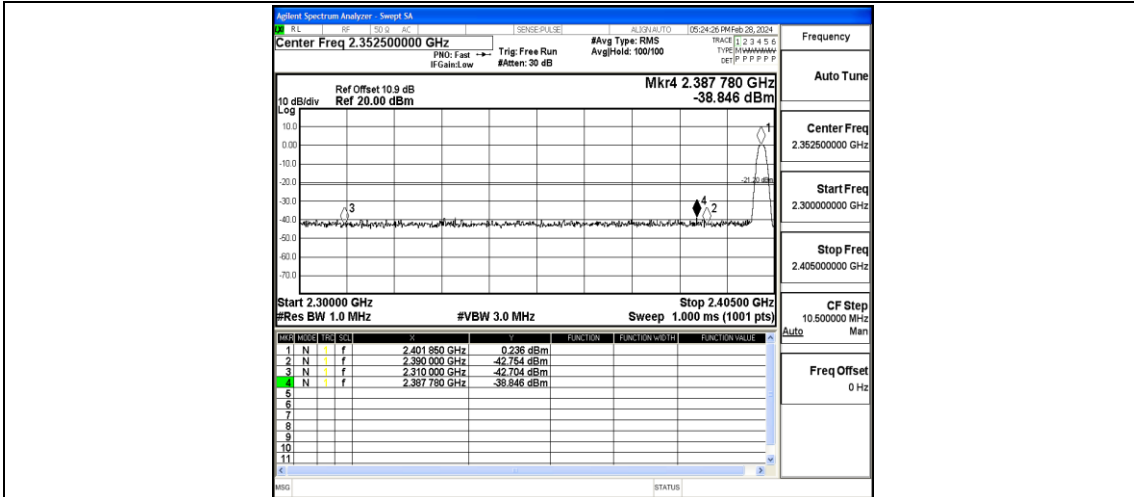 Agilent Spectrum Analyzer - Swept SA
RL RF 50 Ω AC SENSE:PULSE ALIGN AUTO 05:24:26 PM Feb 28, 2024
Center Freq 2.352500000 GHz
PNO: Fast
IFGain:Low
Trig: Free Run
#Atten: 30 dB
#Avg Type: RMS
Avg|Hold: 100/100
TRACE 1 2 3 4 5 6
TYPE M W W W W W
DET P P P P P P
Mkr4 2.387 780 GHz
-38.846 dBm
Ref Offset 10.9 dB
10 dB/div Ref 20.00 dBm
Log
10.0
0.00
-10.0
-20.0
-30.0
-40.0
-50.0
-60.0
-70.0
1
-21.20 dBm
3
4
2
Start 2.30000 GHz Stop 2.40500 GHz
#Res BW 1.0 MHz #VBW 3.0 MHz Sweep 1.000 ms (1001 pts)
MKR MODE TRC SCL X Y FUNCTION FUNCTION WIDTH FUNCTION VALUE
1 N 1 f 2.401 850 GHz 0.236 dBm
2 N 1 f 2.390 000 GHz -42.754 dBm
3 N 1 f 2.310 000 GHz -42.704 dBm
4 N 1 f 2.387 780 GHz -38.846 dBm
5
6
7
8
9
10
11
MSG STATUS
Frequency
Auto Tune
Center Freq
2.352500000 GHz
Start Freq
2.300000000 GHz
Stop Freq
2.405000000 GHz
CF Step
10.500000 MHz
Auto Man
Freq Offset
0 Hz